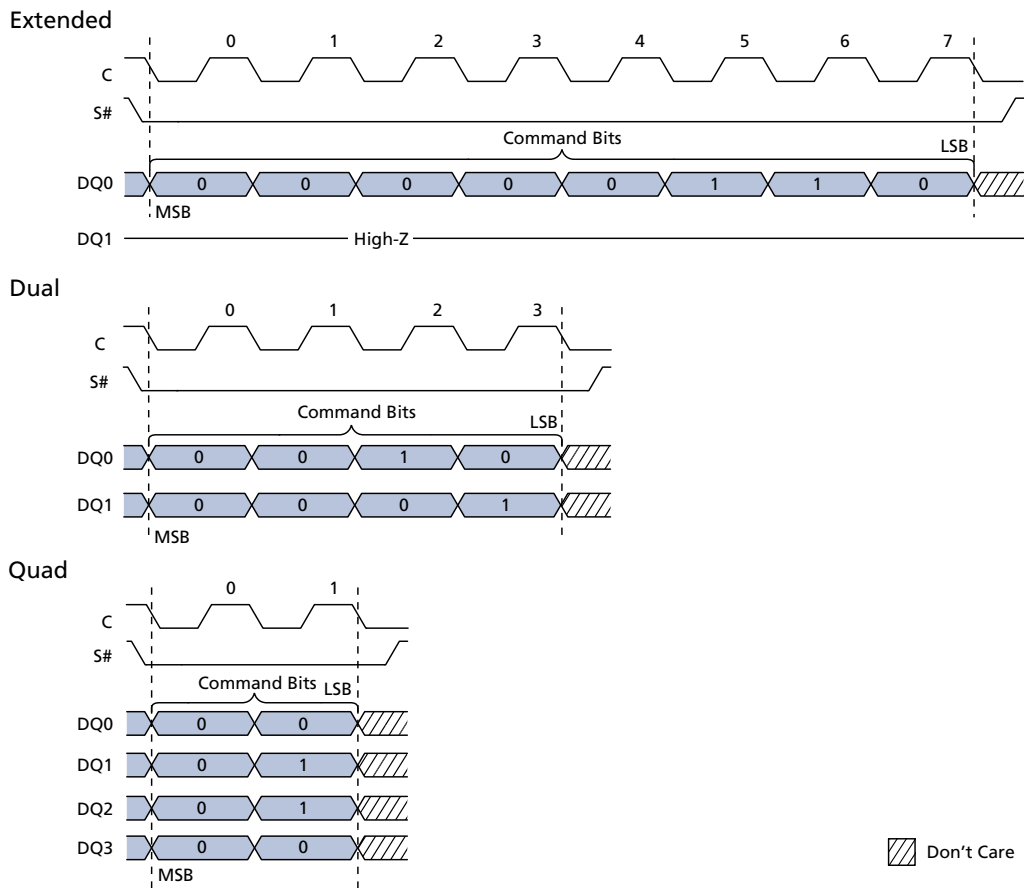 Extended
0 1 2 3 4 5 6 7
C
S#
Command Bits
LSB
DQ0 0 0 0 0 0 1 1 0
MSB
DQ1 High-Z
Dual
0 1 2 3
C
S#
Command Bits
LSB
DQ0 0 0 1 0
DQ1 0 0 0 1
MSB
Quad
0 1
C
S#
Command Bits LSB
DQ0 0 0
DQ1 0 1
DQ2 0 1
DQ3 0 0
MSB
Don't Care